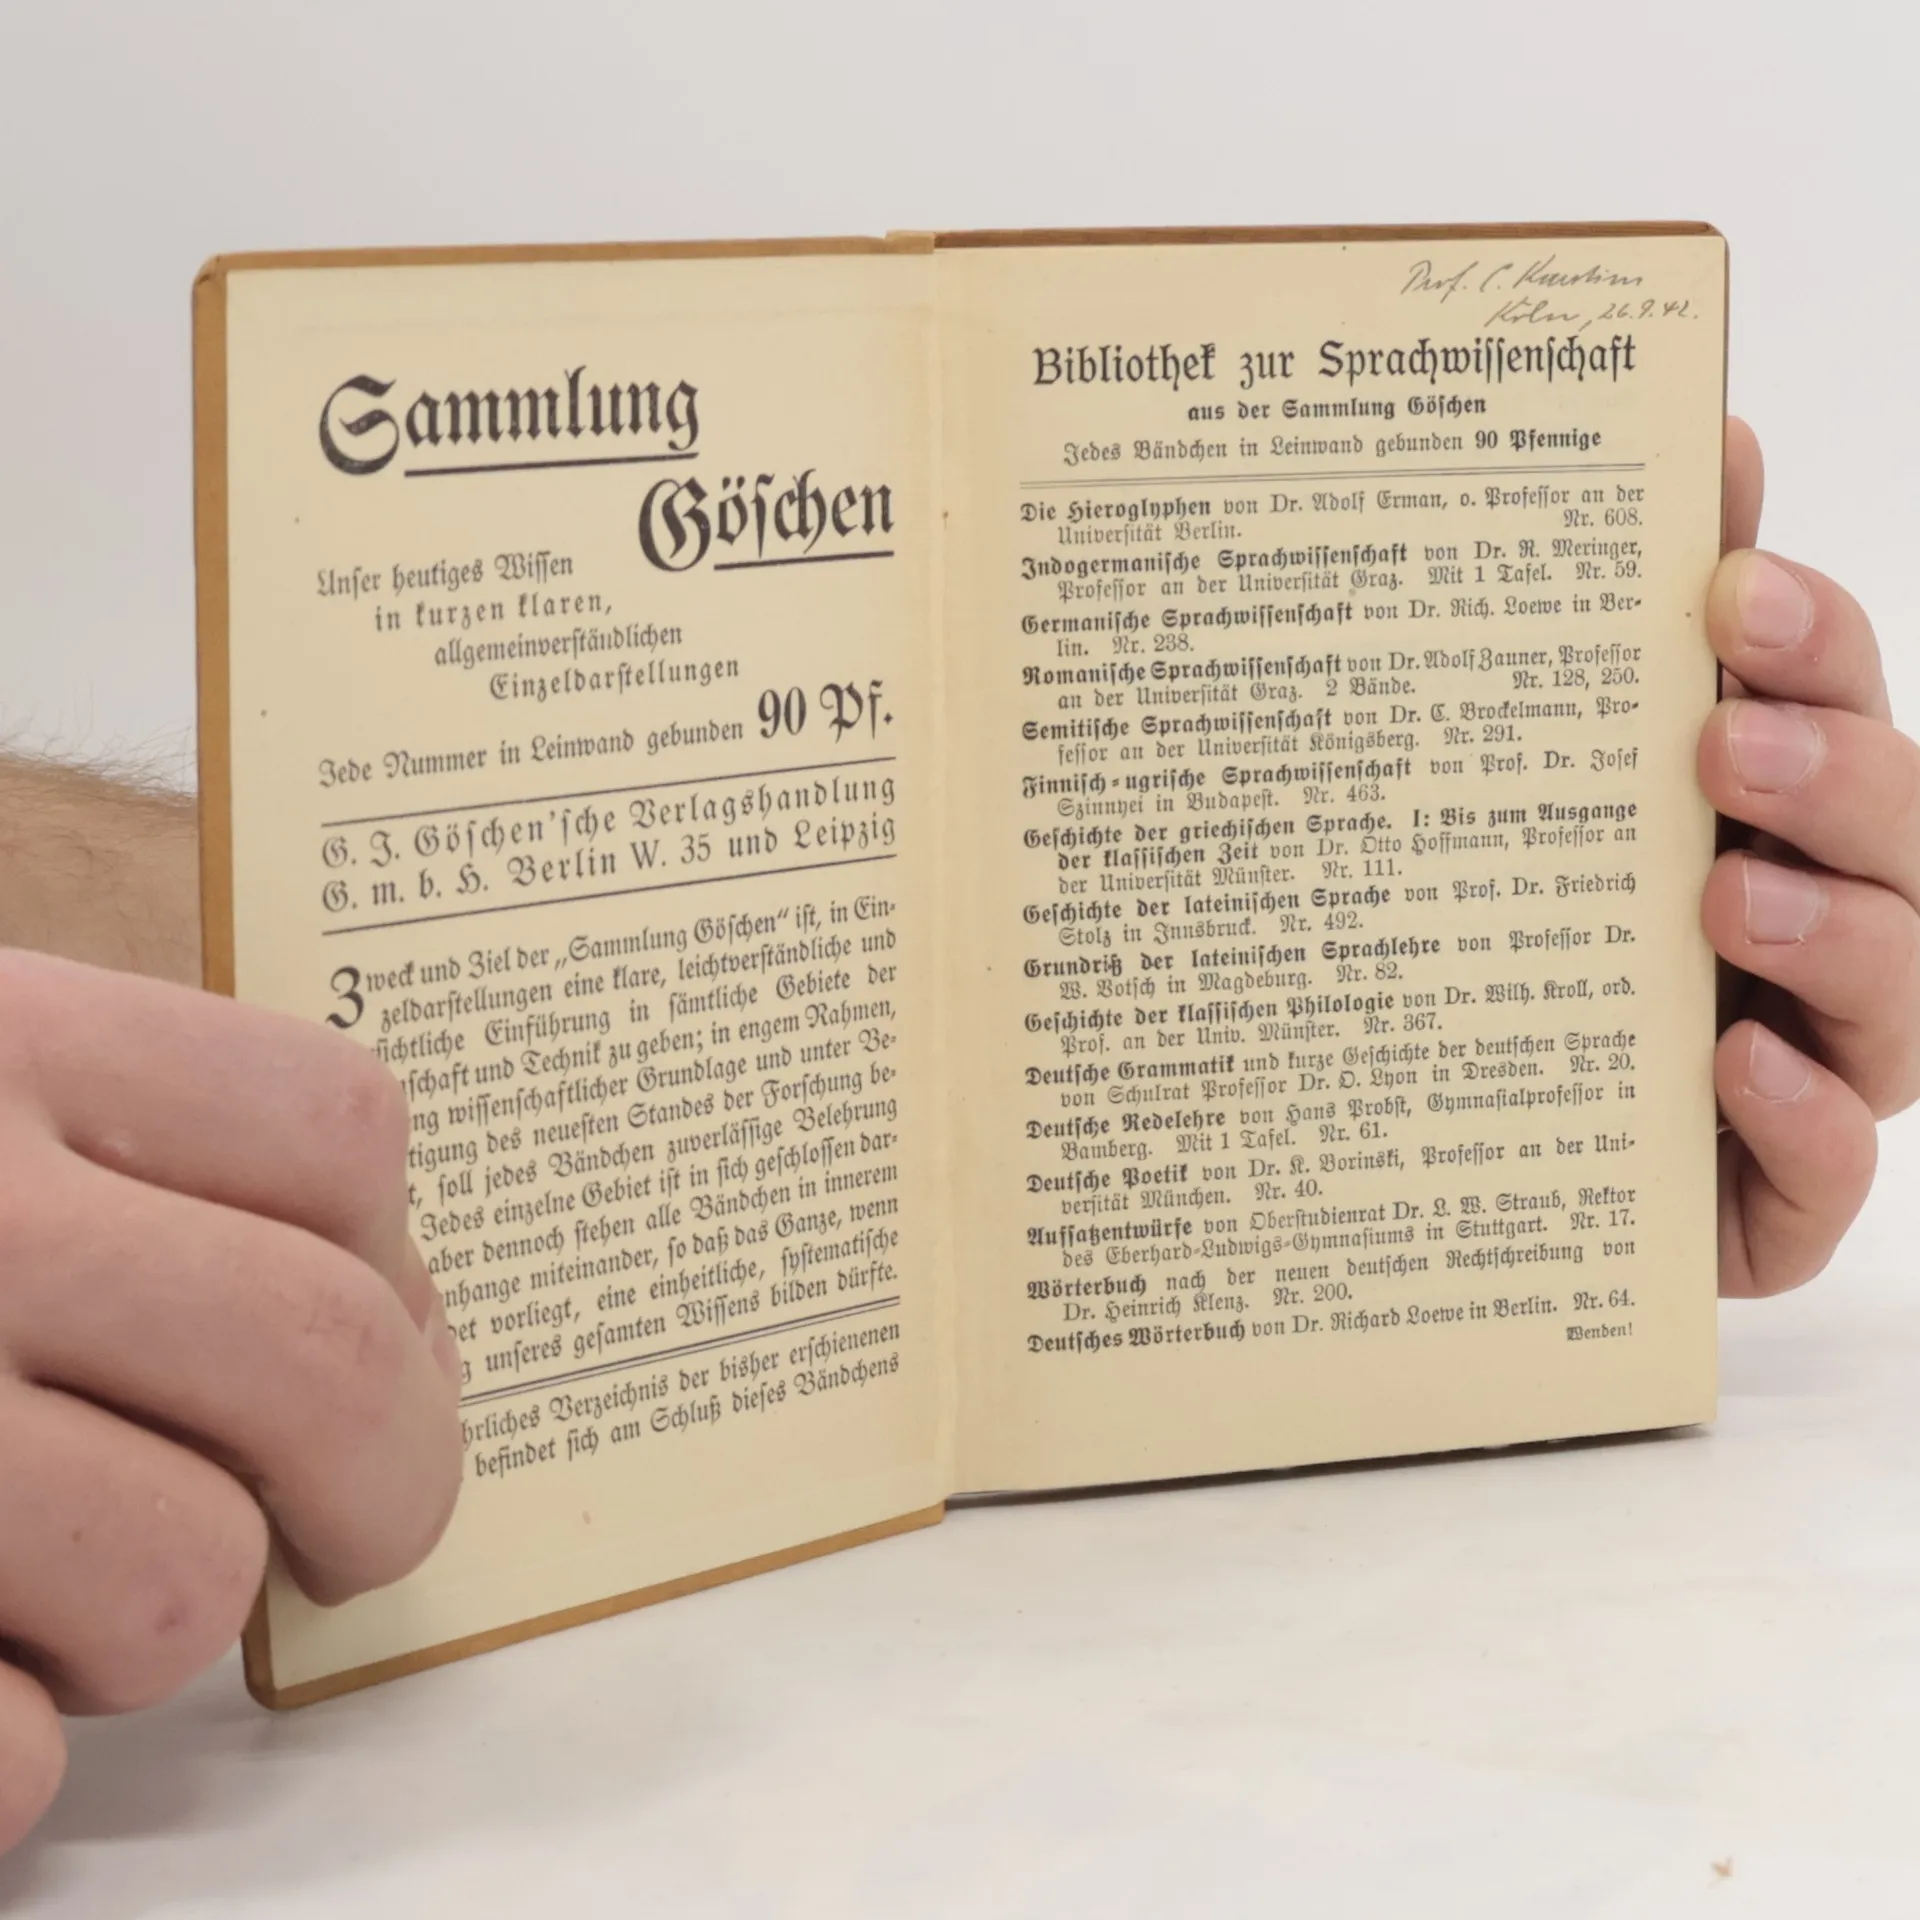 Sammlung
Göschen
Unser heutiges Wissen
in kurzen klaren,
allgemeinverständlichen
Einzeldarstellungen
Jede Nummer in Leinwand gebunden 90 Pf.
G. J. Göschen'sche Verlagshandlung
G. m. b. H. Berlin W. 35 und Leipzig
Zweck und Ziel der „Sammlung Göschen“ ist, in Ein-
zeldarstellungen eine klare, leichtverständliche und
sichtliche Einführung in sämtliche Gebiete der
schaft und Technik zu geben; in engem Rahmen,
ng wissenschaftlicher Grundlage und unter Be-
tigung des neuesten Standes der Forschung be-
t, soll jedes Bändchen zuverlässige Belehrung
Jedes einzelne Gebiet ist in sich geschlossen dar-
aber dennoch stehen alle Bändchen in innerem
nhange miteinander, so daß das Ganze, wenn
det vorliegt, eine einheitliche, systematische
g unseres gesamten Wissens bilden dürfte.
hrliches Verzeichnis der bisher erschienenen
befindet sich am Schluß dieses Bändchens
Prof. C.
Köln, 26.9.42.
Bibliothek zur Sprachwissenschaft
aus der Sammlung Göschen
Jedes Bändchen in Leinwand gebunden 90 Pfennige
Die Hieroglyphen von Dr. Adolf Erman, o. Professor an der
Universität Berlin. Nr. 608.
Indogermanische Sprachwissenschaft von Dr. R. Meringer,
Professor an der Universität Graz. Mit 1 Tafel. Nr. 59.
Germanische Sprachwissenschaft von Dr. Rich. Loewe in Ber-
lin. Nr. 238.
Romanische Sprachwissenschaft von Dr. Adolf Zauner, Professor
an der Universität Graz. 2 Bände. Nr. 128, 250.
Semitische Sprachwissenschaft von Dr. C. Brockelmann, Pro-
fessor an der Universität Königsberg. Nr. 291.
Finnisch-ugrische Sprachwissenschaft von Prof. Dr. Josef
Szinnyei in Budapest. Nr. 463.
Geschichte der griechischen Sprache. I: Bis zum Ausgange
der klassischen Zeit von Dr. Otto Hoffmann, Professor an
der Universität Münster. Nr. 111.
Geschichte der lateinischen Sprache von Prof. Dr. Friedrich
Stolz in Innsbruck. Nr. 492.
Grundriß der lateinischen Sprachlehre von Professor Dr.
W. Votsch in Magdeburg. Nr. 82.
Geschichte der klassischen Philologie von Dr. Wilh. Kroll, ord.
Prof. an der Univ. Münster. Nr. 367.
Deutsche Grammatik und kurze Geschichte der deutschen Sprache
von Schulrat Professor Dr. O. Lyon in Dresden. Nr. 20.
Deutsche Redelehre von Hans Probst, Gymnasialprofessor in
Bamberg. Mit 1 Tafel. Nr. 61.
Deutsche Poetik von Dr. K. Borinski, Professor an der Uni-
versität München. Nr. 40.
Aufsatzentwürfe von Oberstudienrat Dr. L. W. Straub, Rektor
des Eberhard-Ludwigs-Gymnasiums in Stuttgart. Nr. 17.
Wörterbuch nach der neuen deutschen Rechtschreibung von
Dr. Heinrich Klenz. Nr. 200.
Deutsches Wörterbuch von Dr. Richard Loewe in Berlin. Nr. 64.
Wenden!